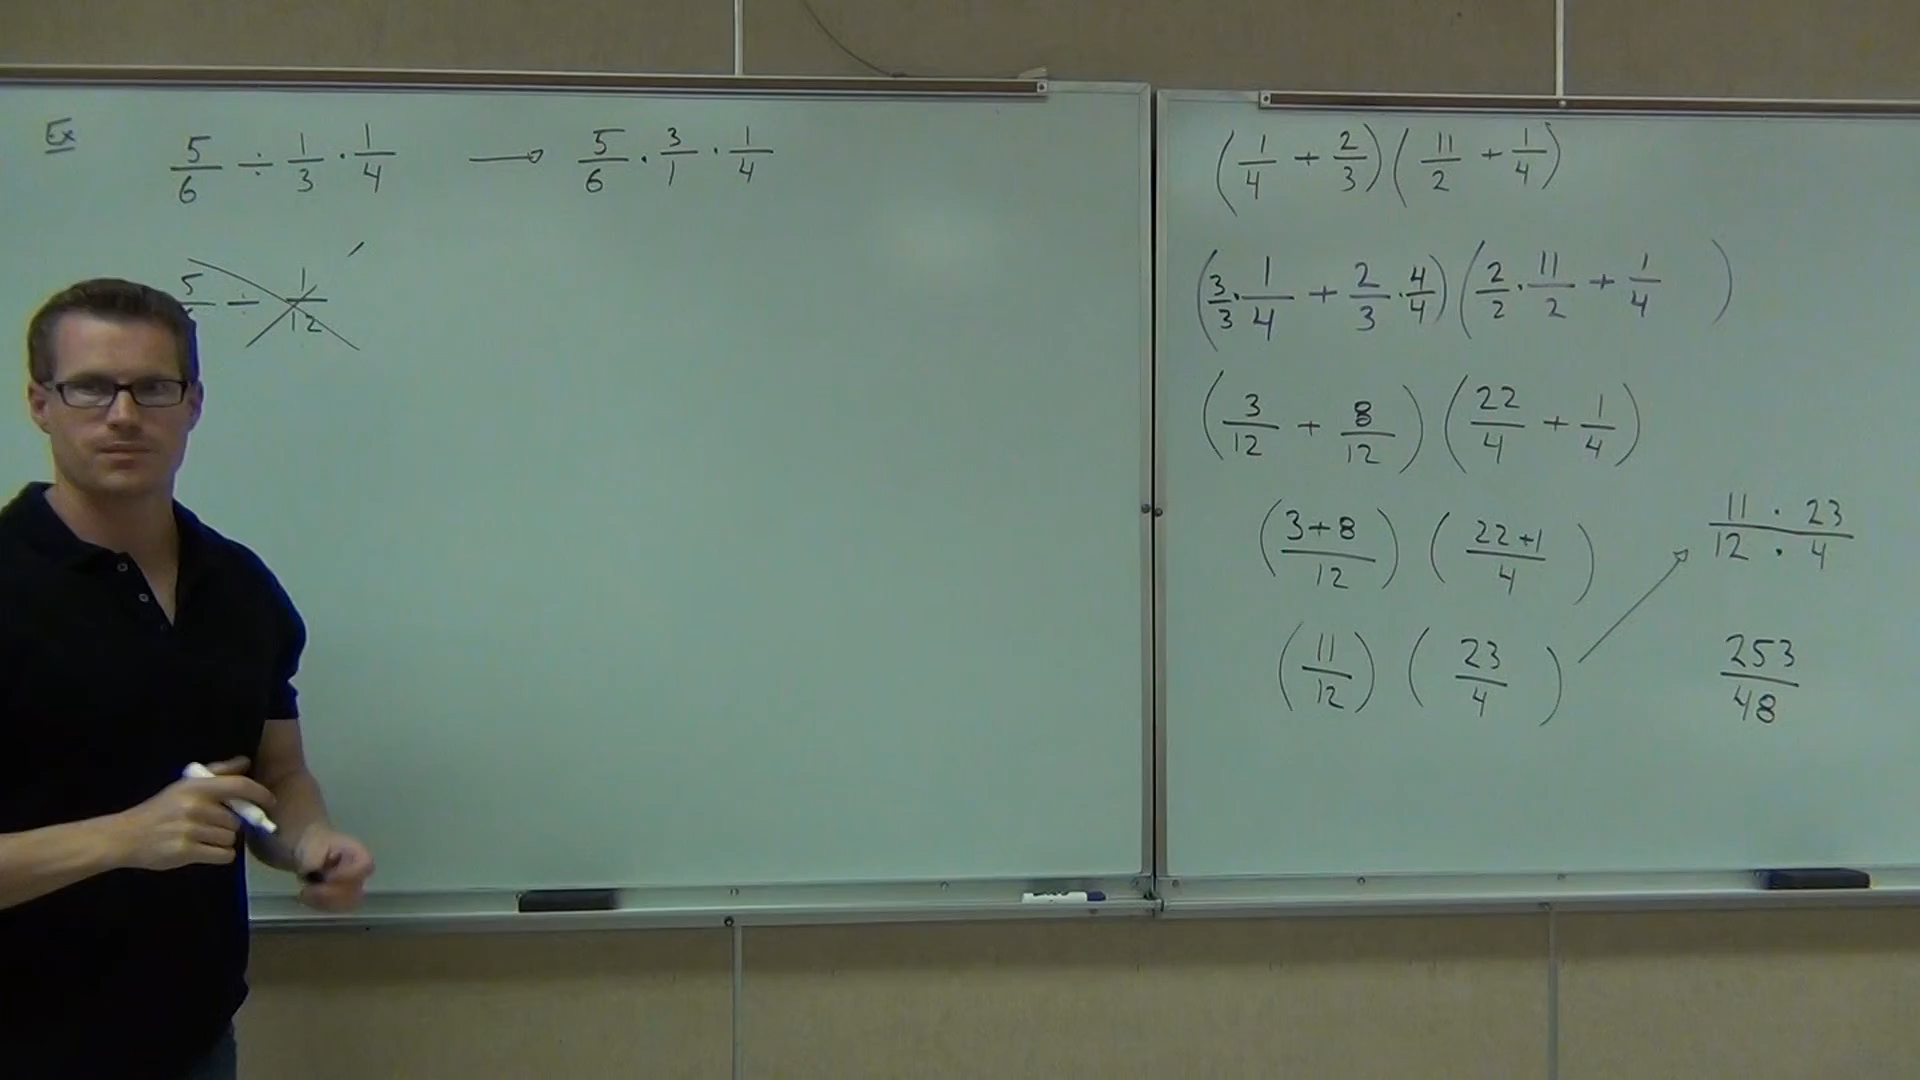 Ex 5/6 ÷ 1/3 · 1/4 → 5/6 · 3/1 · 1/4
5 ÷ 1/12
(1/4 + 2/3)(11/2 + 1/4)
(3/3 · 1/4 + 2/3 · 4/4)(2/2 · 11/2 + 1/4)
(3/12 + 8/12)(22/4 + 1/4)
((3+8)/12)((22+1)/4)
(11/12)(23/4)
(11 · 23)/(12 · 4)
253/48